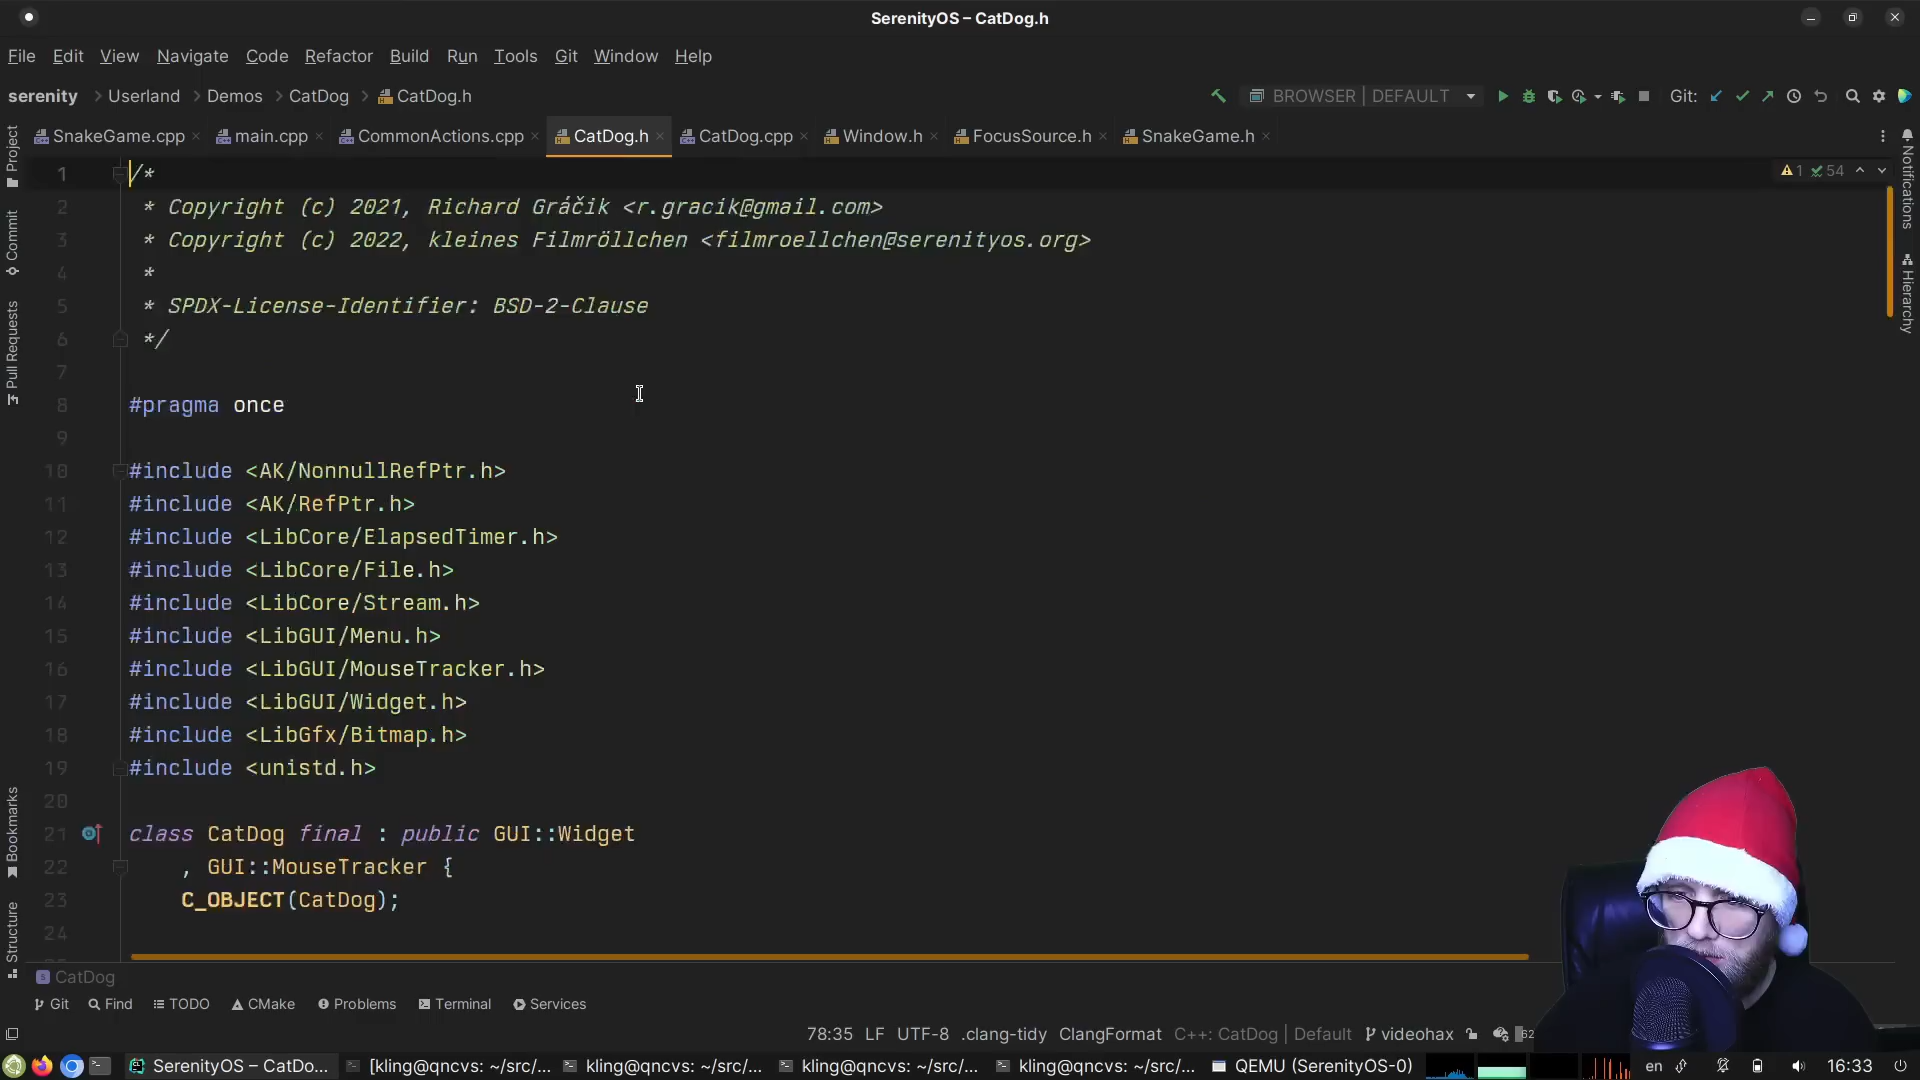 SerenityOS – CatDog.h
File Edit View Navigate Code Refactor Build Run Tools Git Window Help
serenity Userland Demos CatDog CatDog.h
BROWSER | DEFAULT
Git:
SnakeGame.cpp main.cpp CommonActions.cpp CatDog.h CatDog.cpp Window.h FocusSource.h SnakeGame.h
Project
Commit
Pull Requests
Bookmarks
Structure
Notifications
Hierarchy
1 54
1 /*
2 * Copyright (c) 2021, Richard Gráčik <r.gracik@gmail.com>
3 * Copyright (c) 2022, kleines Filmröllchen <filmroellchen@serenityos.org>
4 *
5 * SPDX-License-Identifier: BSD-2-Clause
6 */
7
8 #pragma once
9
10 #include <AK/NonnullRefPtr.h>
11 #include <AK/RefPtr.h>
12 #include <LibCore/ElapsedTimer.h>
13 #include <LibCore/File.h>
14 #include <LibCore/Stream.h>
15 #include <LibGUI/Menu.h>
16 #include <LibGUI/MouseTracker.h>
17 #include <LibGUI/Widget.h>
18 #include <LibGfx/Bitmap.h>
19 #include <unistd.h>
20
21 class CatDog final : public GUI::Widget
22 , GUI::MouseTracker {
23 C_OBJECT(CatDog);
24
CatDog
Git Find TODO CMake Problems Terminal Services
78:35 LF UTF-8 .clang-tidy ClangFormat C++: CatDog | Default videohax
SerenityOS – CatDo... [kling@qncvs: ~/src/... kling@qncvs: ~/src/... kling@qncvs: ~/src/... kling@qncvs: ~/src/... QEMU (SerenityOS-0) en 16:33